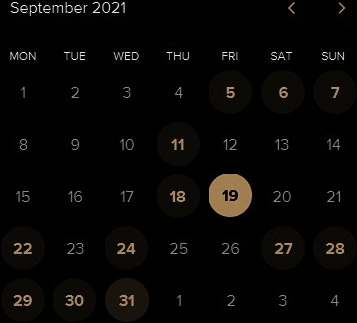 September 2021 < >
MON TUE WED THU FRI SAT SUN
1 2 3 4 5 6 7
8 9 10 11 12 13 14
15 16 17 18 19 20 21
22 23 24 25 26 27 28
29 30 31 1 2 3 4